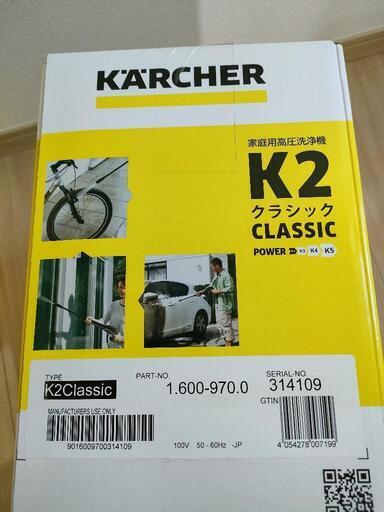 KÄRCHER
家庭用高圧洗浄機
K2
クラシック
CLASSIC
POWER K3 K4 K5
TYPE
K2Classic
PART-NO.
1.600-970.0
SERIAL-NO.
314109
MANUFACTURERS USE ONLY
GTIN
9016009700314109
100V 50 - 60Hz -JP
4 054278 007199